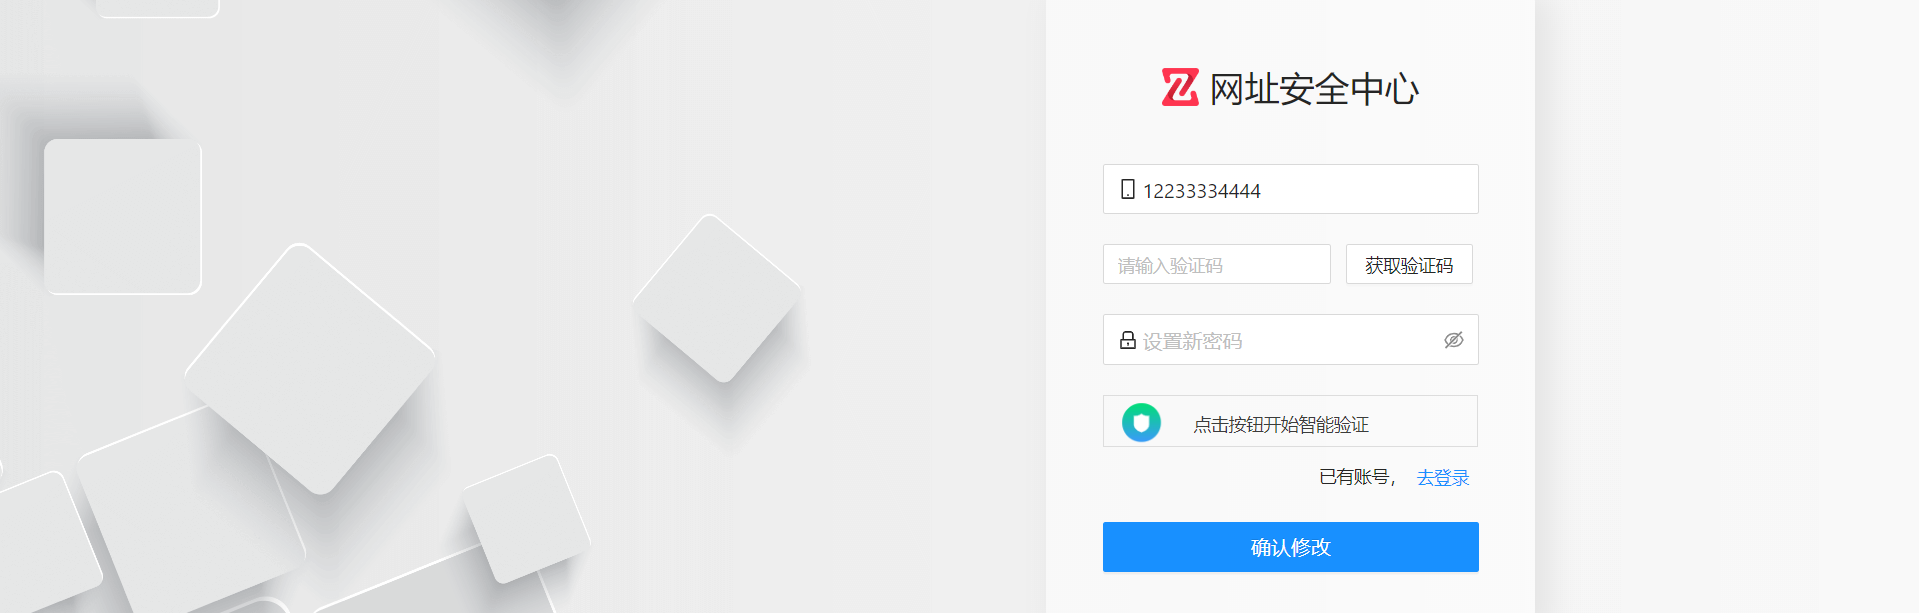 网址安全中心
12233334444
请输入验证码 获取验证码
设置新密码
点击按钮开始智能验证
已有账号， 去登录
确认修改